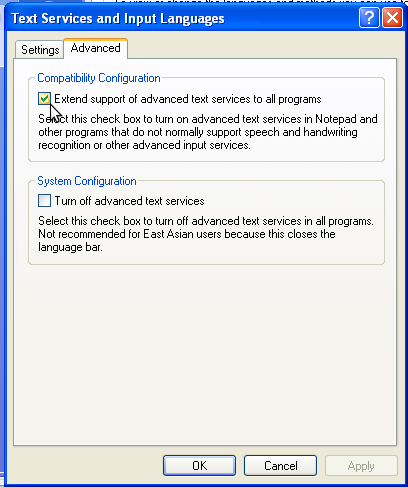 Text Services and Input Languages
Settings
Advanced
Compatibility Configuration
Extend support of advanced text services to all programs
Select this check box to turn on advanced text services in Notepad and
other programs that do not normally support speech and handwriting
recognition or other advanced input services.
System Configuration
Turn off advanced text services
Select this check box to turn off advanced text services in all programs.
Not recommended for East Asian users because this closes the
language bar.
OK
Cancel
Apply